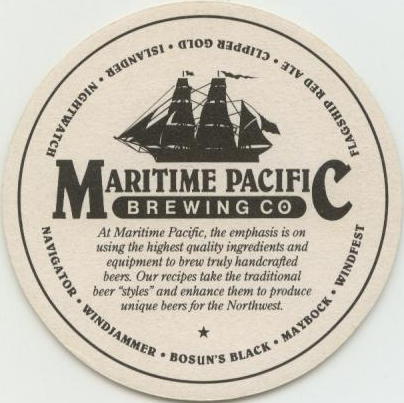 NIGHTWATCH • ISLANDER • CLIPPER GOLD • FLAGSHIP RED ALE
MARITIME PACIFIC
BREWING CO
At Maritime Pacific, the emphasis is on
using the highest quality ingredients and
equipment to brew truly handcrafted
beers. Our recipes take the traditional
beer "styles" and enhance them to produce
unique beers for the Northwest.
★
NAVIGATOR • WINDJAMMER • BOSUN'S BLACK • MAYBOCK • WINDFEST